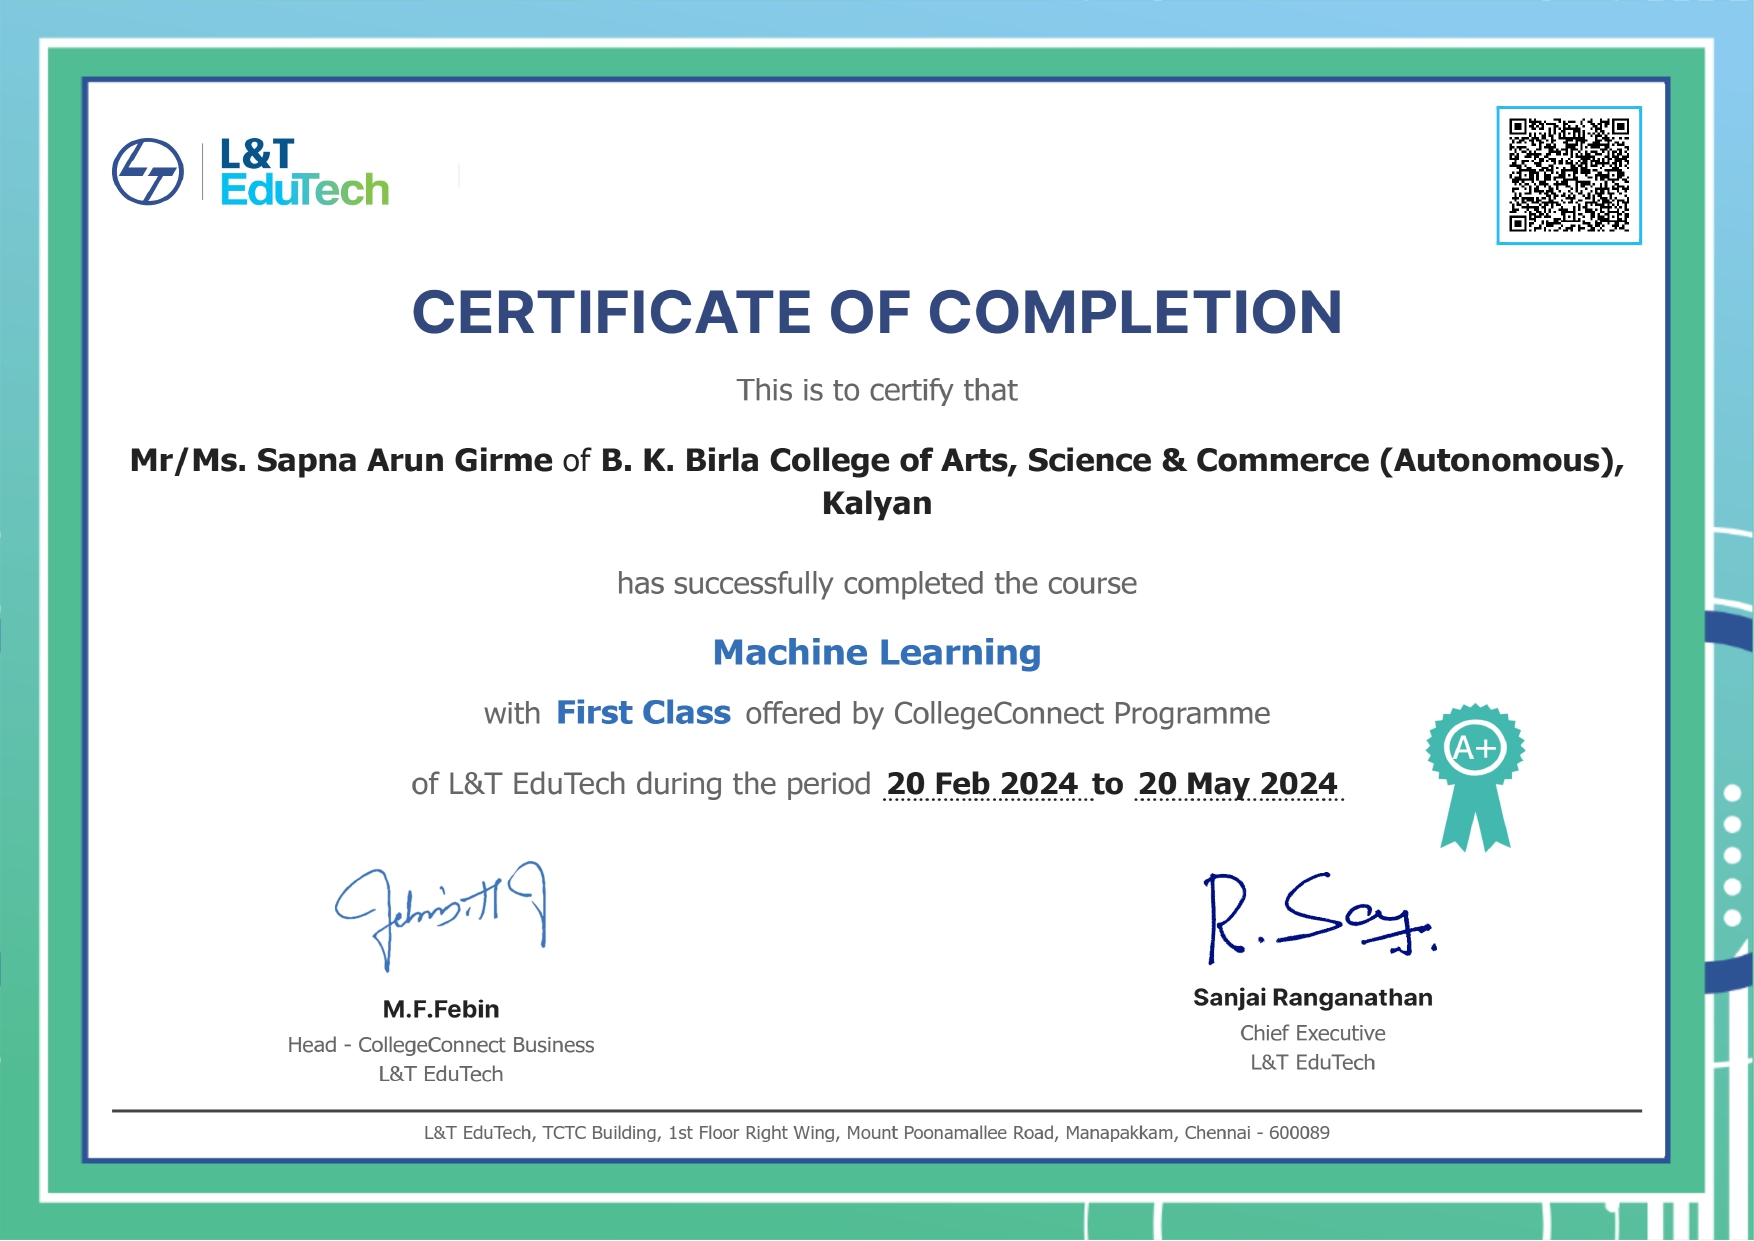 L&T
EduTech
CERTIFICATE OF COMPLETION
This is to certify that
Mr/Ms. Sapna Arun Girme of B. K. Birla College of Arts, Science & Commerce (Autonomous),
Kalyan
has successfully completed the course
Machine Learning
with First Class offered by CollegeConnect Programme
A+
of L&T EduTech during the period 20 Feb 2024 to 20 May 2024
M.F.Febin
Head - CollegeConnect Business
L&T EduTech
R. Say.
Sanjai Ranganathan
Chief Executive
L&T EduTech
L&T EduTech, TCTC Building, 1st Floor Right Wing, Mount Poonamallee Road, Manapakkam, Chennai - 600089